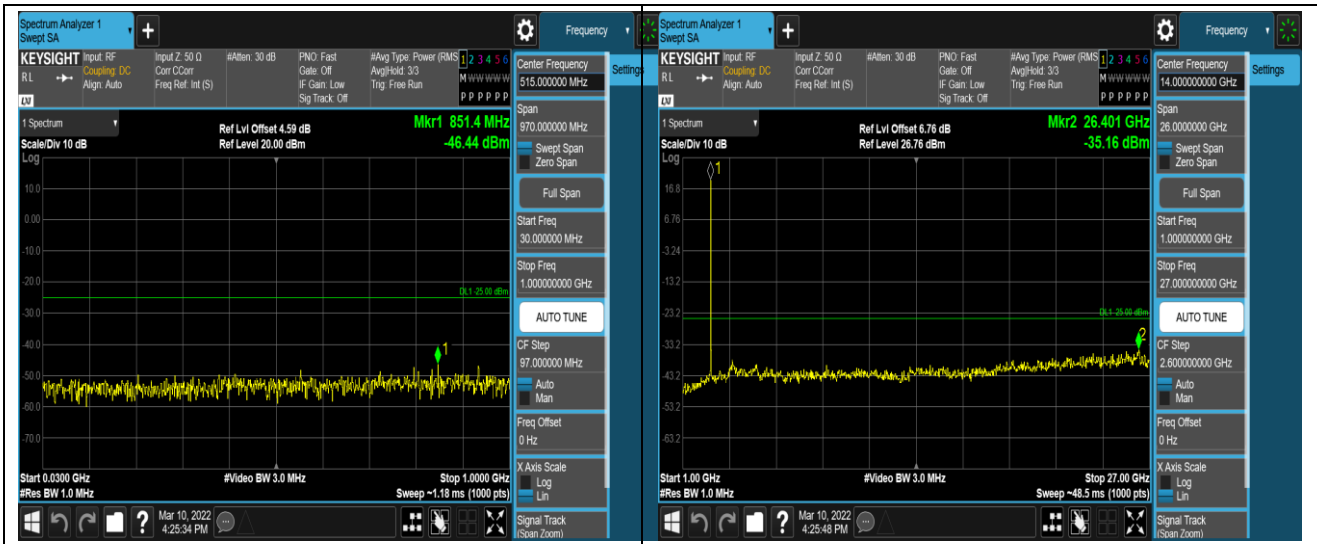 Spectrum Analyzer 1
Swept SA
+
Frequency
KEYSIGHT
Input: RF
Coupling: DC
Align: Auto
Input Z: 50 Ω
Corr CCorr
Freq Ref: Int (S)
#Atten: 30 dB
PNO: Fast
Gate: Off
IF Gain: Low
Sig Track: Off
#Avg Type: Power (RMS
Avg|Hold: 3/3
Trig: Free Run
1 2 3 4 5 6
M W W W W W
P P P P P P
R L
LXI
Center Frequency
515.000000 MHz
Settings
1 Spectrum
Ref Lvl Offset 4.59 dB
Mkr1 851.4 MHz
Scale/Div 10 dB
Ref Level 20.00 dBm
-46.44 dBm
Log
10.0
0.00
-10.0
-20.0
-30.0
-40.0
-50.0
-60.0
-70.0
DL1 -25.00 dBm
1
Start 0.0300 GHz
#Video BW 3.0 MHz
Stop 1.0000 GHz
#Res BW 1.0 MHz
Sweep ~1.18 ms (1000 pts)
Span
970.000000 MHz
Swept Span
Zero Span
Full Span
Start Freq
30.000000 MHz
Stop Freq
1.000000000 GHz
AUTO TUNE
CF Step
97.000000 MHz
Auto
Man
Freq Offset
0 Hz
X Axis Scale
Log
Lin
Signal Track
(Span Zoom)
?
Mar 10, 2022
4:25:34 PM
Spectrum Analyzer 1
Swept SA
+
Frequency
KEYSIGHT
Input: RF
Coupling: DC
Align: Auto
Input Z: 50 Ω
Corr CCorr
Freq Ref: Int (S)
#Atten: 30 dB
PNO: Fast
Gate: Off
IF Gain: Low
Sig Track: Off
#Avg Type: Power (RMS
Avg|Hold: 3/3
Trig: Free Run
1 2 3 4 5 6
M W W W W W
P P P P P P
R L
LXI
Center Frequency
14.000000000 GHz
Settings
1 Spectrum
Ref Lvl Offset 6.76 dB
Mkr2 26.401 GHz
Scale/Div 10 dB
Ref Level 26.76 dBm
-35.16 dBm
Log
1
16.8
6.76
-3.24
-13.2
-23.2
-33.2
-43.2
-53.2
-63.2
DL1 -25.00 dBm
2
Start 1.00 GHz
#Video BW 3.0 MHz
Stop 27.00 GHz
#Res BW 1.0 MHz
Sweep ~48.5 ms (1000 pts)
Span
26.0000000 GHz
Swept Span
Zero Span
Full Span
Start Freq
1.000000000 GHz
Stop Freq
27.000000000 GHz
AUTO TUNE
CF Step
2.600000000 GHz
Auto
Man
Freq Offset
0 Hz
X Axis Scale
Log
Lin
Signal Track
(Span Zoom)
?
Mar 10, 2022
4:25:48 PM